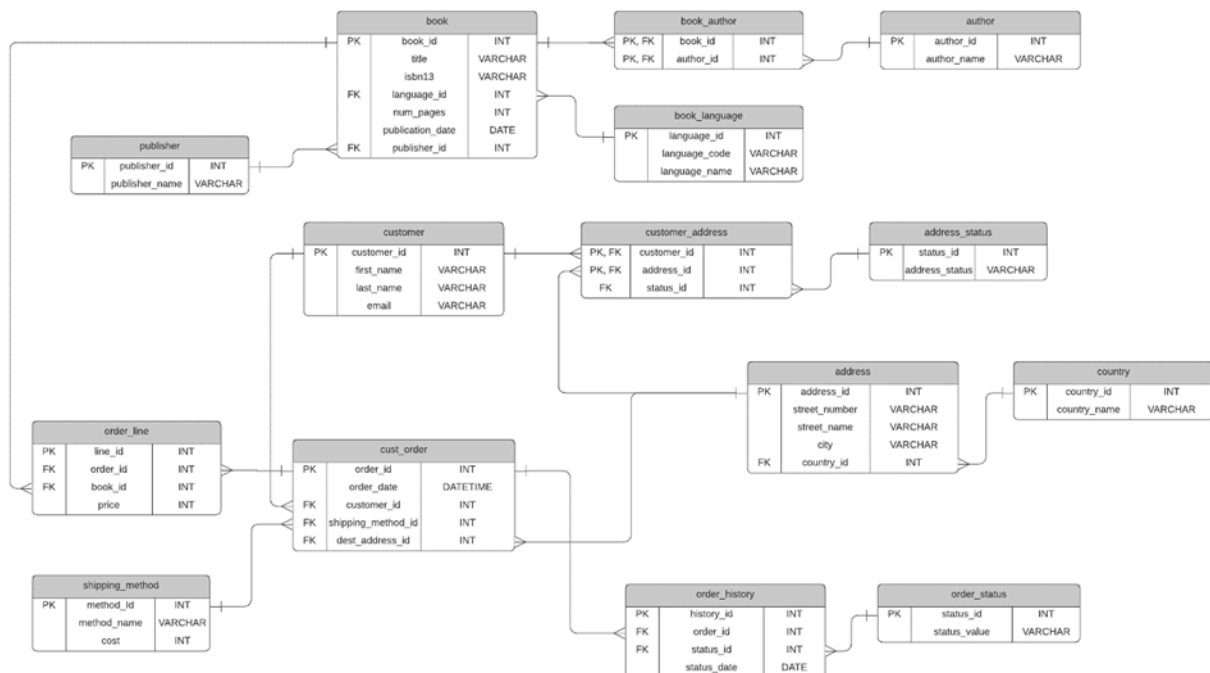 book
PK book_id INT
title VARCHAR
isbn13 VARCHAR
FK language_id INT
num_pages INT
publication_date DATE
FK publisher_id INT
book_author
PK, FK book_id INT
PK, FK author_id INT
author
PK author_id INT
author_name VARCHAR
book_language
PK language_id INT
language_code VARCHAR
language_name VARCHAR
publisher
PK publisher_id INT
publisher_name VARCHAR
customer
PK customer_id INT
first_name VARCHAR
last_name VARCHAR
email VARCHAR
customer_address
PK, FK customer_id INT
PK, FK address_id INT
FK status_id INT
address_status
PK status_id INT
address_status VARCHAR
address
PK address_id INT
street_number VARCHAR
street_name VARCHAR
city VARCHAR
FK country_id INT
country
PK country_id INT
country_name VARCHAR
order_line
PK line_id INT
FK order_id INT
FK book_id INT
price INT
cust_order
PK order_id INT
order_date DATETIME
FK customer_id INT
FK shipping_method_id INT
FK dest_address_id INT
shipping_method
PK method_Id INT
method_name VARCHAR
cost INT
order_history
PK history_id INT
FK order_id INT
FK status_id INT
status_date DATE
order_status
PK status_id INT
status_value VARCHAR